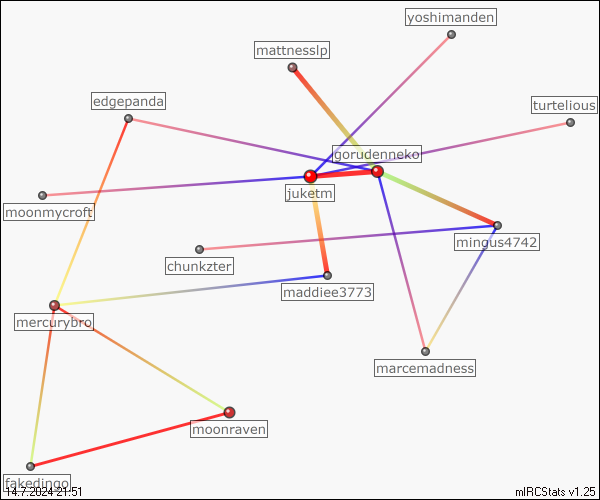 yoshimanden
mattnesslp
edgepanda
turtelious
gorudenneko
juketm
moonmycroft
mingus4742
chunkzter
maddiee3773
mercurybro
marcemadness
moonraven
fakedingo
14.7.2024 21:51
mIRCStats v1.25